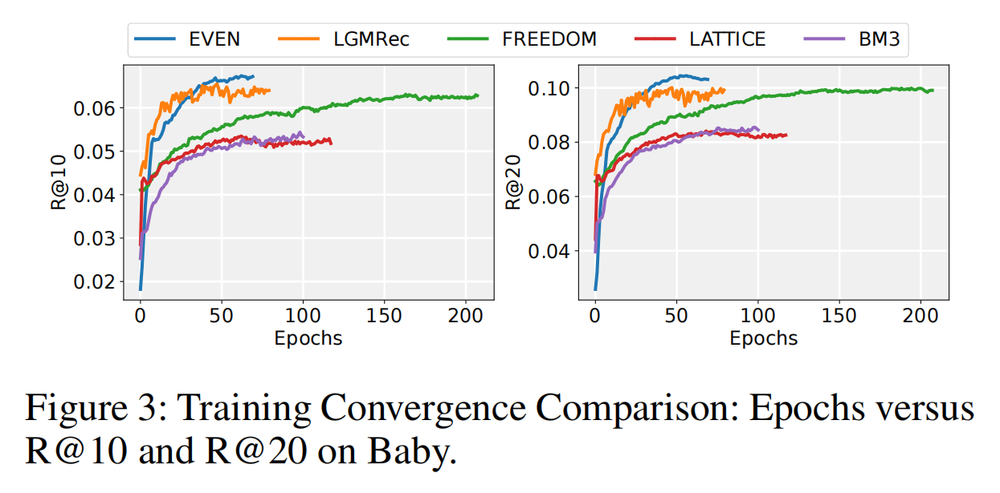 EVEN LGMRec FREEDOM LATTICE BM3
R@10
0.06
0.05
0.04
0.03
0.02
0 50 100 150 200
Epochs
R@20
0.10
0.08
0.06
0.04
0 50 100 150 200
Epochs
Figure 3: Training Convergence Comparison: Epochs versus
R@10 and R@20 on Baby.